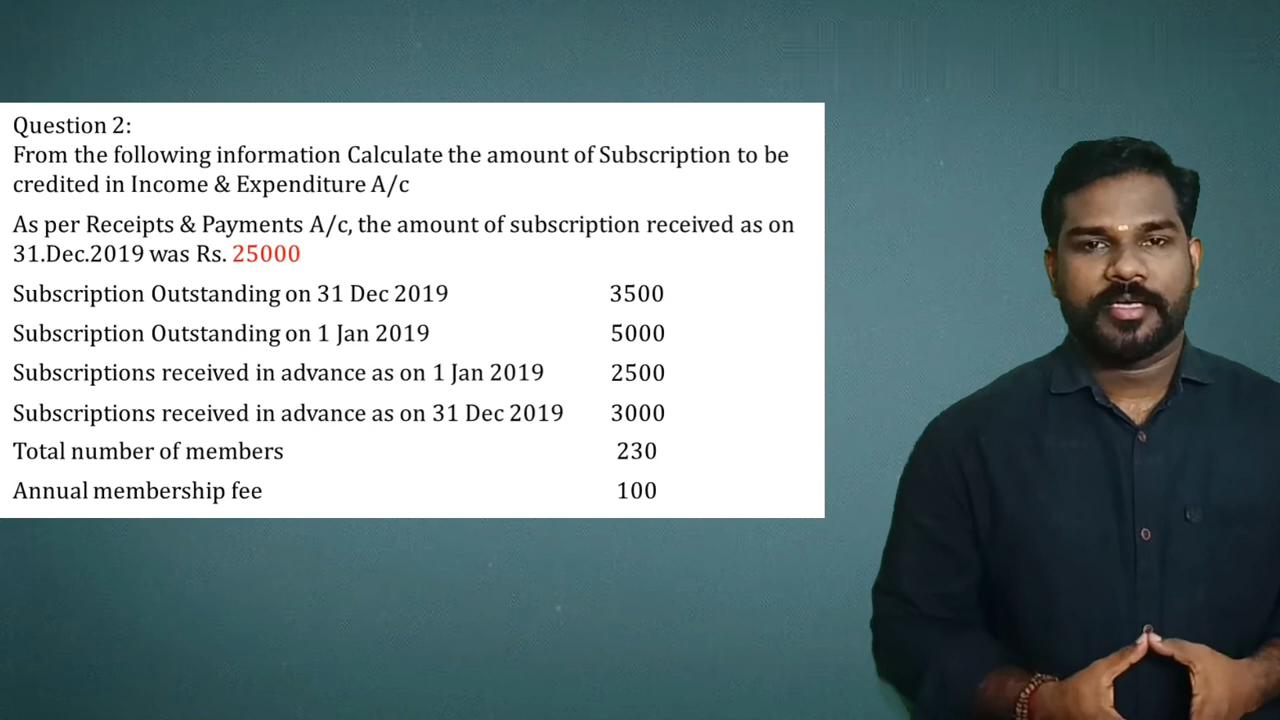 Question 2:
From the following information Calculate the amount of Subscription to be
credited in Income & Expenditure A/c
As per Receipts & Payments A/c, the amount of subscription received as on
31.Dec.2019 was Rs. 25000
Subscription Outstanding on 31 Dec 2019 3500
Subscription Outstanding on 1 Jan 2019 5000
Subscriptions received in advance as on 1 Jan 2019 2500
Subscriptions received in advance as on 31 Dec 2019 3000
Total number of members 230
Annual membership fee 100